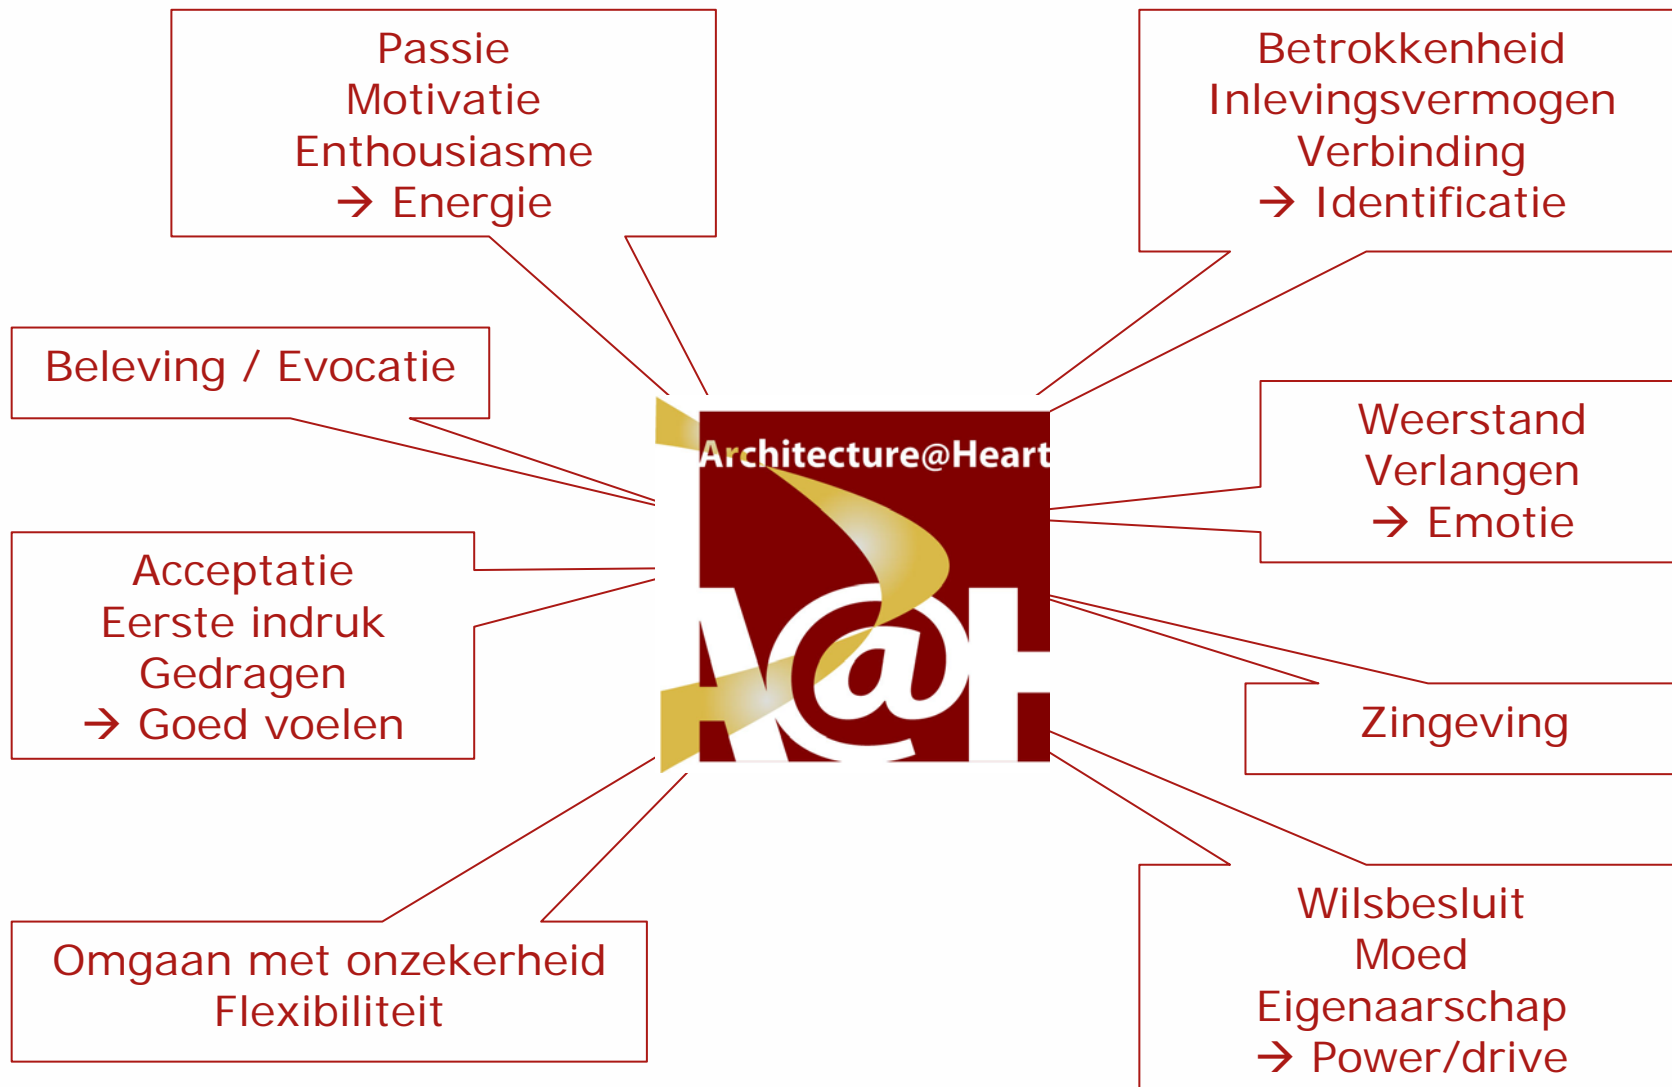 Passie
Motivatie
Enthousiasme
→ Energie
Betrokkenheid
Inlevingsvermogen
Verbinding
→ Identificatie
Beleving / Evocatie
Architecture@Heart
A@H
Weerstand
Verlangen
→ Emotie
Acceptatie
Eerste indruk
Gedragen
→ Goed voelen
Zingeving
Omgaan met onzekerheid
Flexibiliteit
Wilsbesluit
Moed
Eigenaarschap
→ Power/drive